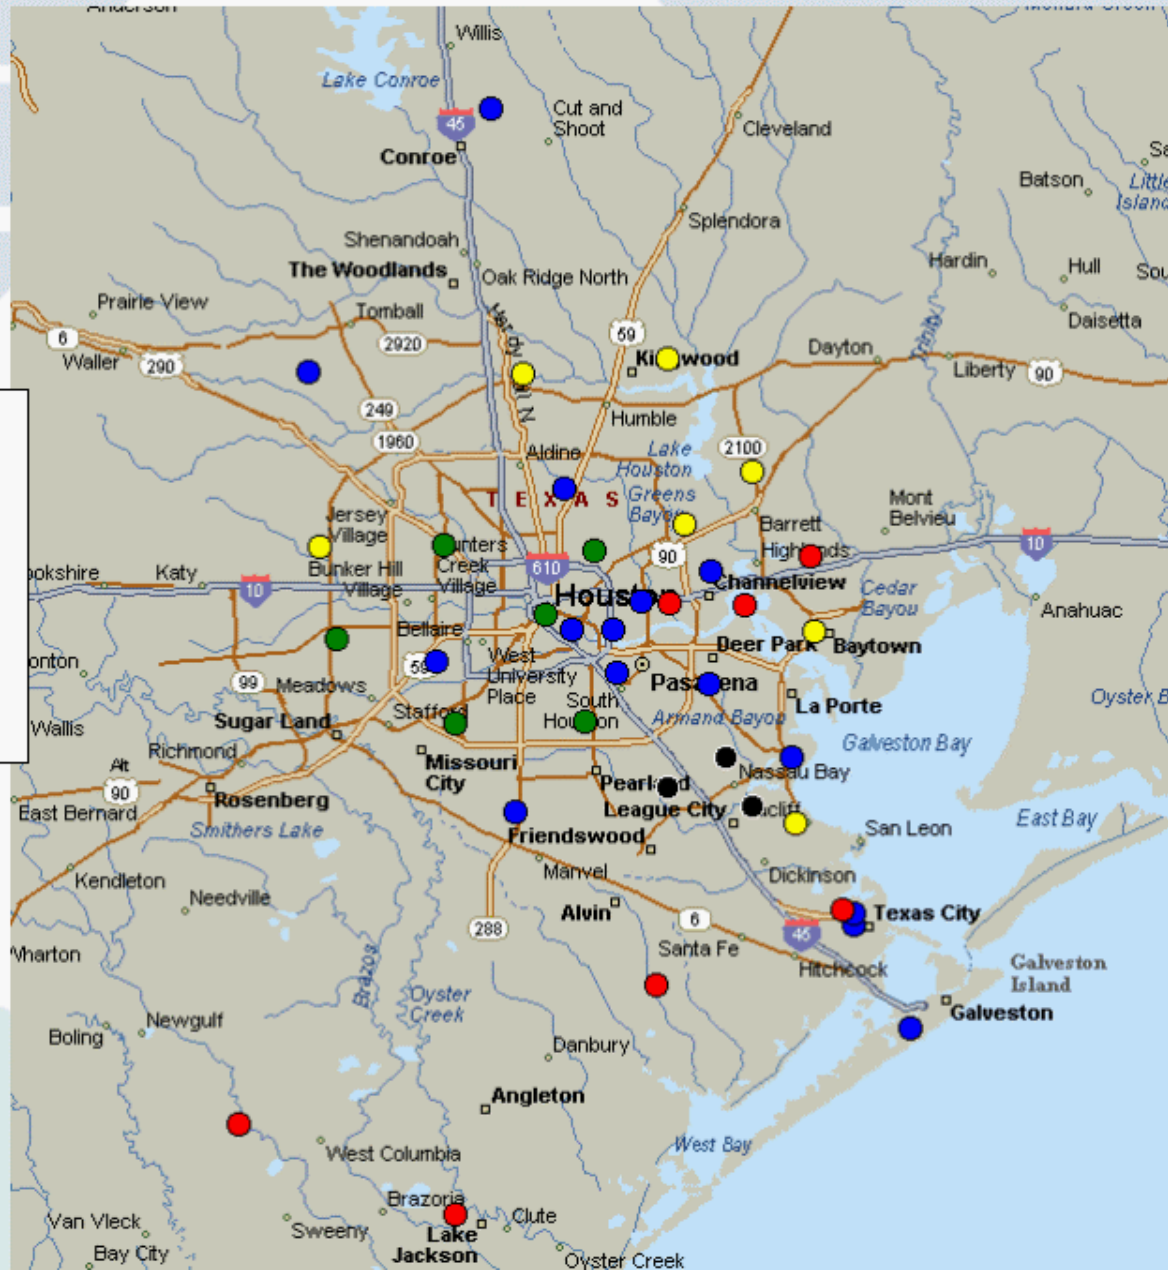 Anderson
Willis
Lake Conroe
45
Cut and
Shoot
Cleveland
Conroe
Batson
Little
Island
Splendora
Shenandoah
The Woodlands
Oak Ridge North
Hardin
Hull
Sou
Daisetta
Prairie View
Tomball
Trinity
6
Waller
290
2920
59
Dayton
Liberty
90
249
Humble
1960
Aldine
Lake
Houston
2100
TEXAS
Greens
Mont
Belvieu
Jersey
Village
Barrett
10
Katy
Bunker Hill
Village
Creek
Village
610
90
Channelview
Cedar
Bayou
Anahuac
10
Bellaire
Deer Park
Baytown
99
Meadows
West
University
Place
South
La Porte
Oyster B
Wallis
Sugar Land
Armand Bayou
Galveston Bay
Richmond
Missouri
City
Nassau Bay
Alt
90
Rosenberg
League City
East Bernard
Smithers Lake
Friendswood
San Leon
East Bay
Manvel
Kendleton
Dickinson
Needville
Alvin
6
Texas City
288
45
Santa Fe
Hitchcock
Galveston
Island
Brazos
Oyster
Creek
Galveston
Newgulf
Boling
Danbury
Angleton
West Bay
West Columbia
Brazoria
Van Vleck
Sweeny
Clute
Lake
Jackson
Bay City
Oyster Creek